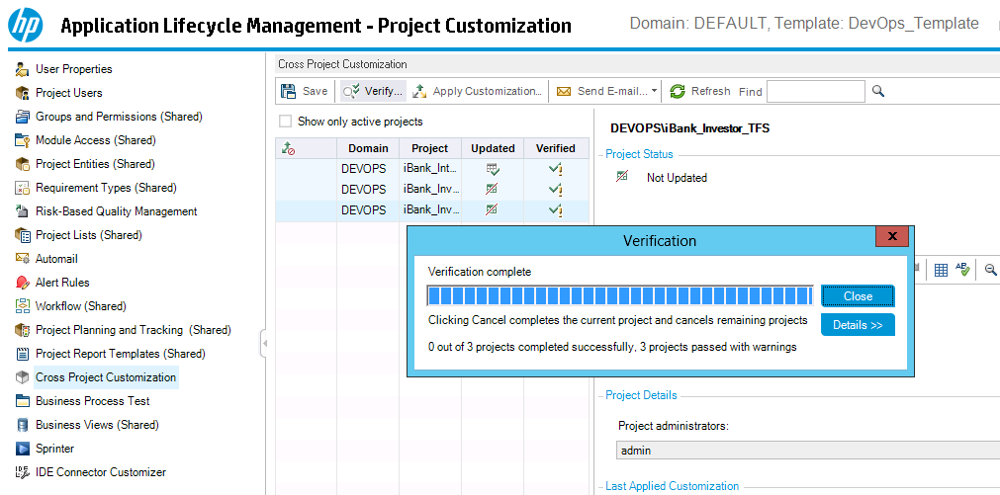 hp Application Lifecycle Management - Project Customization Domain: DEFAULT, Template: DevOps_Template
User Properties
Project Users
Groups and Permissions (Shared)
Module Access (Shared)
Project Entities (Shared)
Requirement Types (Shared)
Risk-Based Quality Management
Project Lists (Shared)
Automail
Alert Rules
Workflow (Shared)
Project Planning and Tracking (Shared)
Project Report Templates (Shared)
Cross Project Customization
Business Process Test
Business Views (Shared)
Sprinter
IDE Connector Customizer
Cross Project Customization
Save Verify... Apply Customization... Send E-mail... Refresh Find
Show only active projects
Domain Project Updated Verified
DEVOPS iBank_Int...
DEVOPS iBank_Inv...
DEVOPS iBank_Inv...
DEVOPS\iBank_Investor_TFS
Project Status
Not Updated
Verification x
Verification complete
Close
Clicking Cancel completes the current project and cancels remaining projects
Details >>
0 out of 3 projects completed successfully, 3 projects passed with warnings
Project Details
Project administrators:
admin
Last Applied Customization